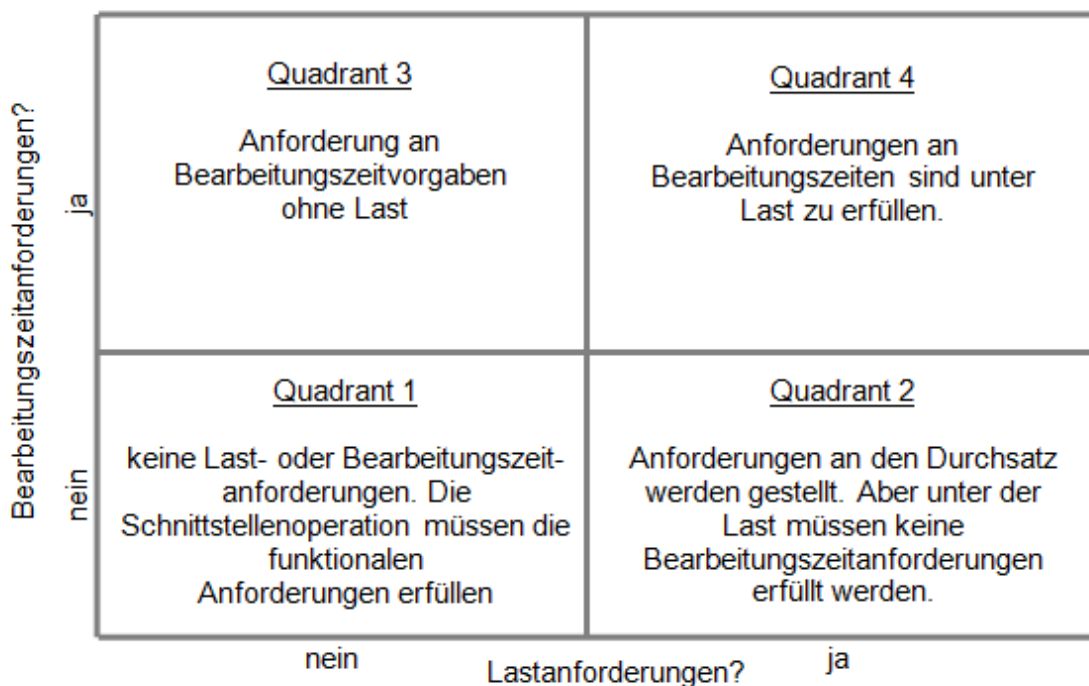 Bearbeitungszeitanforderungen?
ja
nein
Quadrant 3
Anforderung an
Bearbeitungszeitvorgaben
ohne Last
Quadrant 4
Anforderungen an
Bearbeitungszeiten sind unter
Last zu erfüllen.
Quadrant 1
keine Last- oder Bearbeitungszeit-
anforderungen. Die
Schnittstellenoperation müssen die
funktionalen
Anforderungen erfüllen
Quadrant 2
Anforderungen an den Durchsatz
werden gestellt. Aber unter der
Last müssen keine
Bearbeitungszeitanforderungen
erfüllt werden.
nein
Lastanforderungen?
ja